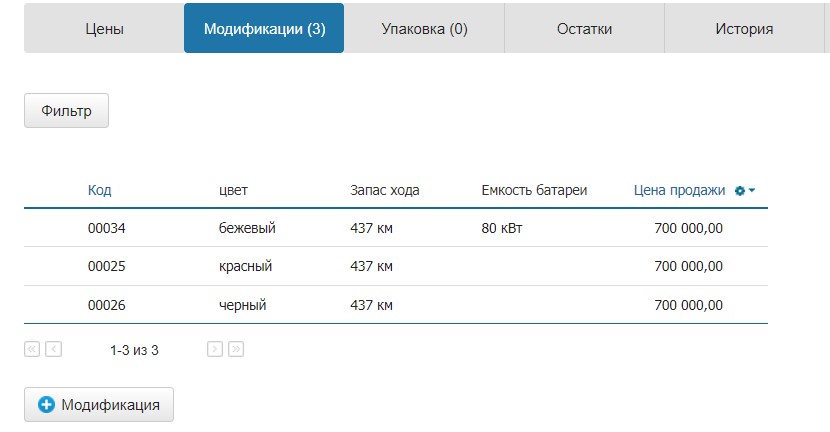 Цены Модификации (3) Упаковка (0) Остатки История
Фильтр
Код цвет Запас хода Емкость батареи Цена продажи
00034 бежевый 437 км 80 кВт 700 000,00
00025 красный 437 км 700 000,00
00026 черный 437 км 700 000,00
1-3 из 3
Модификация